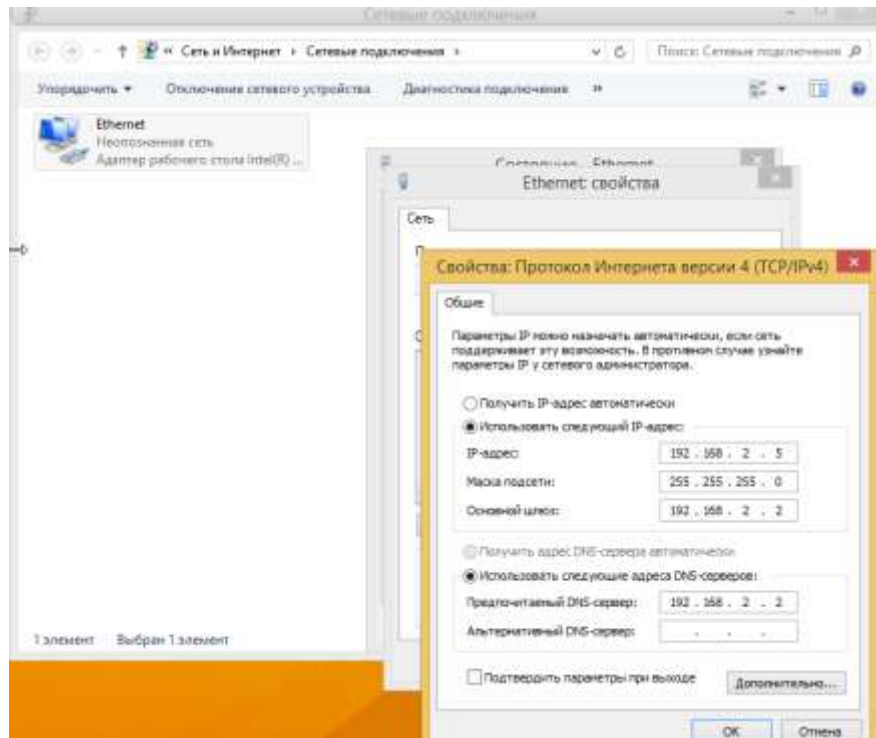 Сетевые подключения
« Сеть и Интернет › Сетевые подключения ›
Поиск: Сетевые подключения
Упорядочить
Отключение сетевого устройства
Диагностика подключения
»
Ethernet
Неопознанная сеть
Адаптер рабочего стола Intel(R) ...
Состояние - Ethernet
Ethernet: свойства
Сеть
Свойства: Протокол Интернета версии 4 (TCP/IPv4)
Общие
Параметры IP можно назначать автоматически, если сеть
поддерживает эту возможность. В противном случае узнайте
параметры IP у сетевого администратора.
Получить IP-адрес автоматически
Использовать следующий IP-адрес:
IP-адрес: 192 . 168 . 2 . 5
Маска подсети: 255 . 255 . 255 . 0
Основной шлюз: 192 . 168 . 2 . 2
Получить адрес DNS-сервера автоматически
Использовать следующие адреса DNS-серверов:
Предпочитаемый DNS-сервер: 192 . 168 . 2 . 2
Альтернативный DNS-сервер: . . .
Подтвердить параметры при выходе
Дополнительно...
1 элемент Выбран 1 элемент
OK Отмена